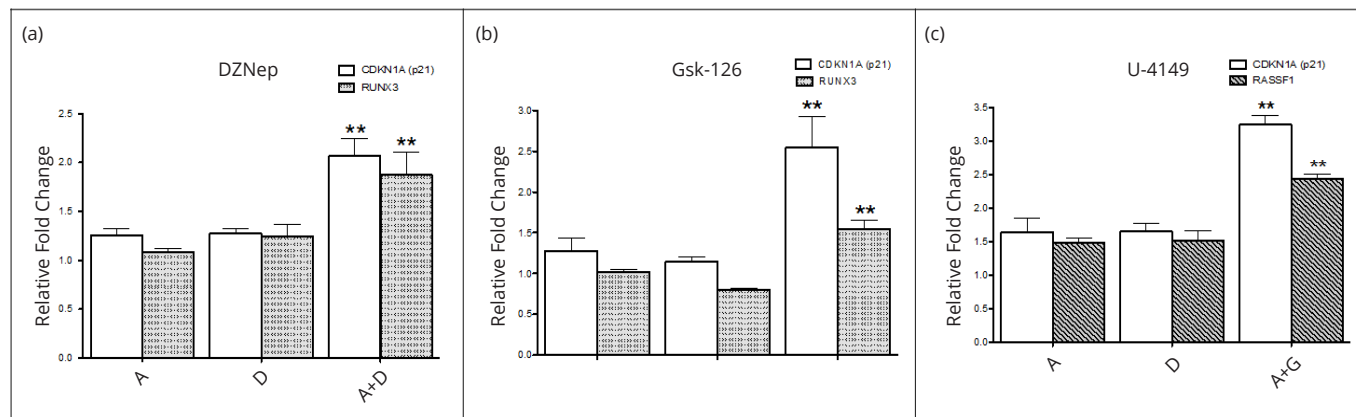 (a)
DZNep
CDKN1A (p21)
RUNX3
Relative Fold Change
2.5
2.0
1.5
1.0
0.5
0.0
**
**
A
D
A+D
(b)
Gsk-126
CDKN1A (p21)
RUNX3
Relative Fold Change
3.0
2.5
2.0
1.5
1.0
0.5
0.0
**
**
(c)
U-4149
CDKN1A (p21)
RASSF1
Relative Fold Change
3.5
3.0
2.5
2.0
1.5
1.0
0.5
0.0
**
**
A
D
A+G